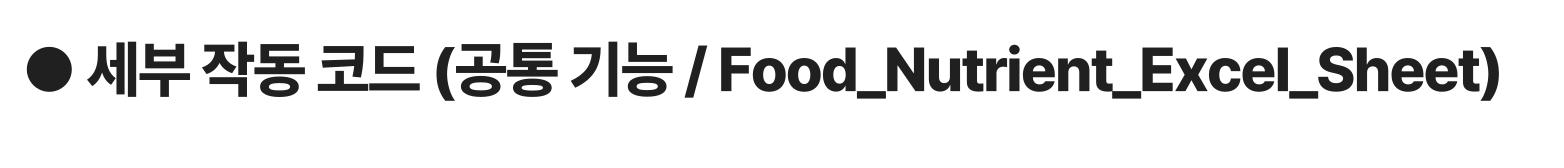 ● 세부 작동 코드 (공통 기능 / Food_Nutrient_Excel_Sheet)